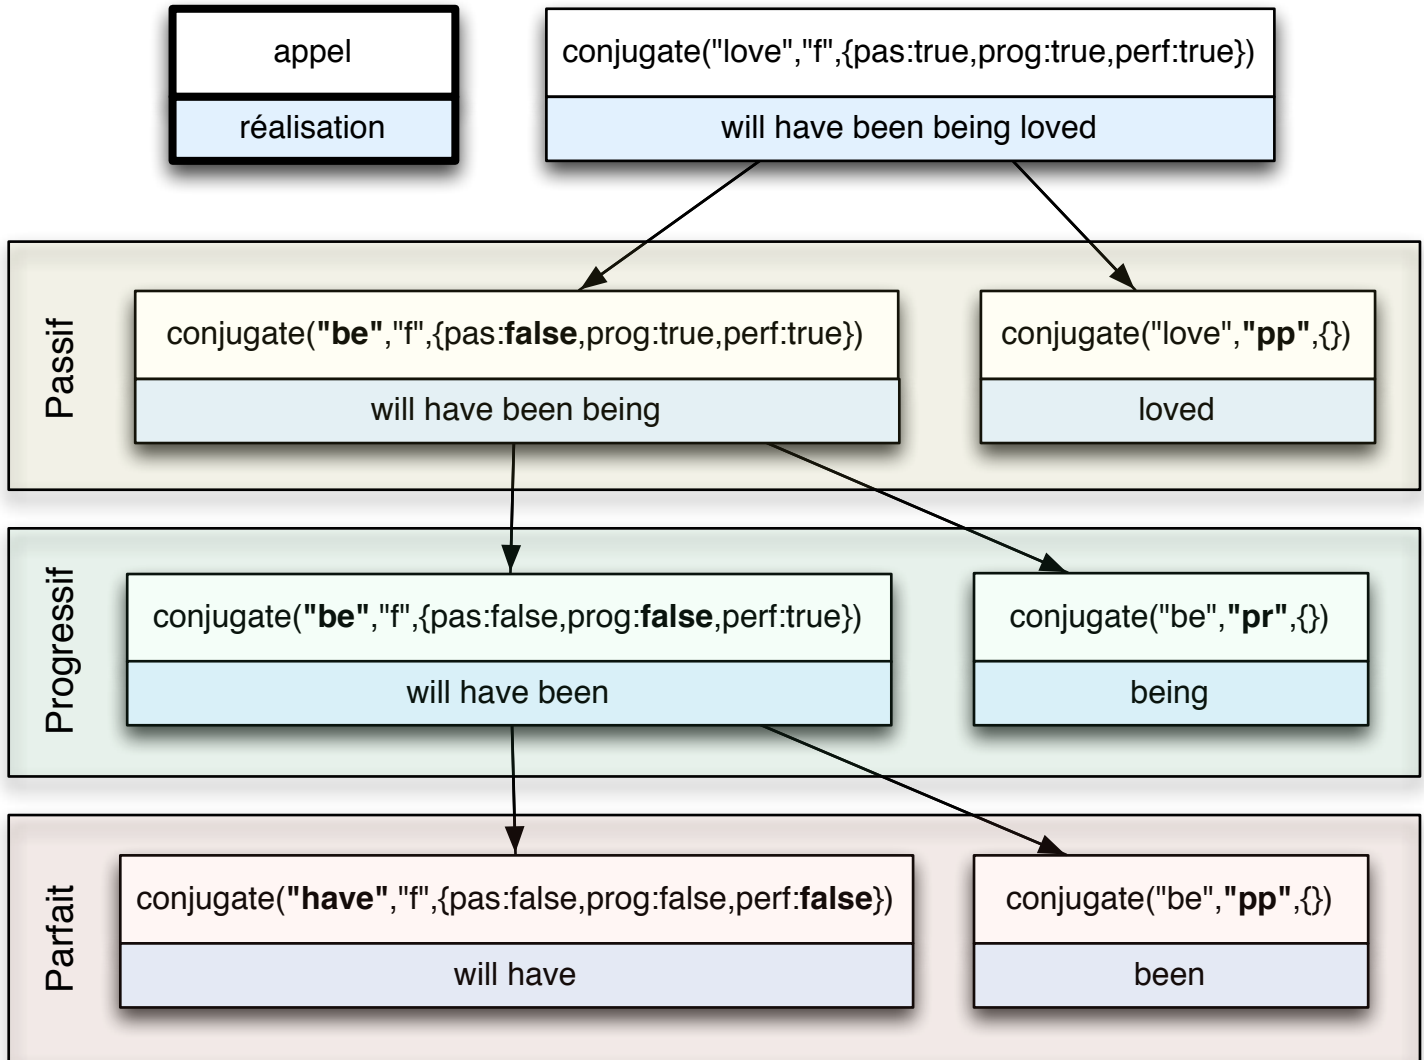 appel
réalisation
conjugate("love","f",{pas:true,prog:true,perf:true})
will have been being loved
Passif
conjugate("be","f",{pas:false,prog:true,perf:true})
will have been being
conjugate("love","pp",{})
loved
Progressif
conjugate("be","f",{pas:false,prog:false,perf:true})
will have been
conjugate("be","pr",{})
being
Parfait
conjugate("have","f",{pas:false,prog:false,perf:false})
will have
conjugate("be","pp",{})
been